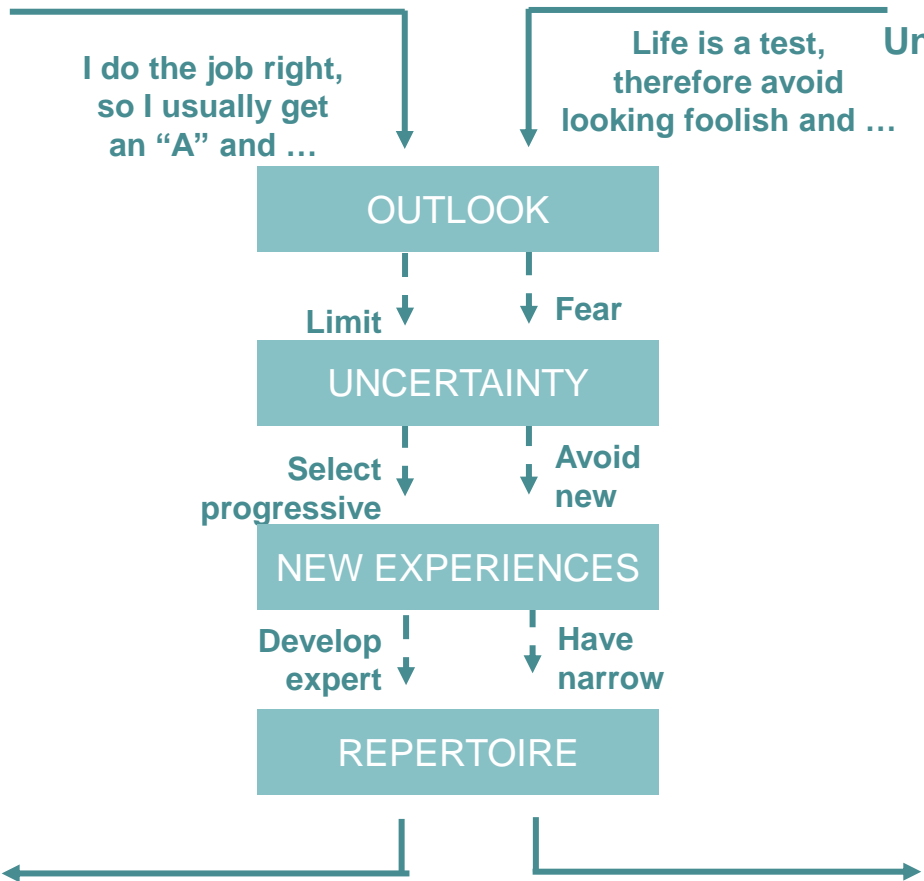 I do the job right,
so I usually get
an “A” and …
Life is a test,
therefore avoid
looking foolish and …
Un
OUTLOOK
Limit
Fear
UNCERTAINTY
Select
progressive
Avoid
new
NEW EXPERIENCES
Develop
expert
Have
narrow
REPERTOIRE